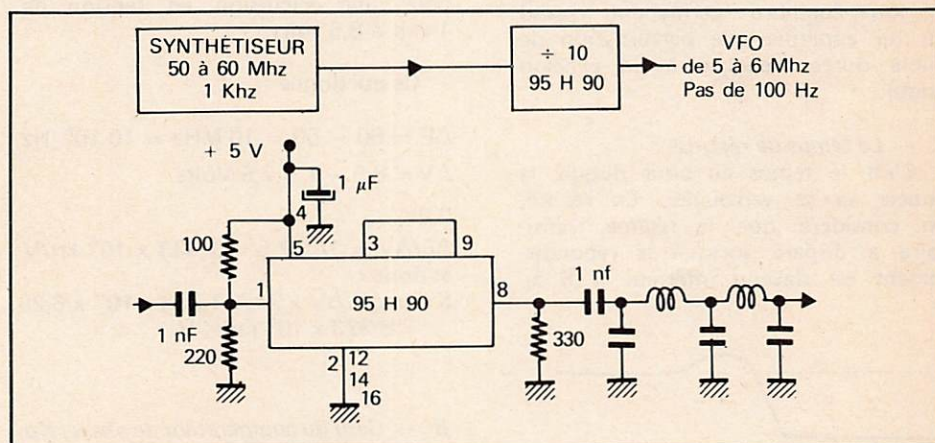 SYNTHÉTISEUR
50 à 60 Mhz
1 Khz
÷ 10
95 H 90
VFO
de 5 à 6 Mhz
Pas de 100 Hz
+ 5 V
1 µF
4
5
3
9
100
1
95 H 90
8
1 nf
1 nF
220
2
12
14
16
330